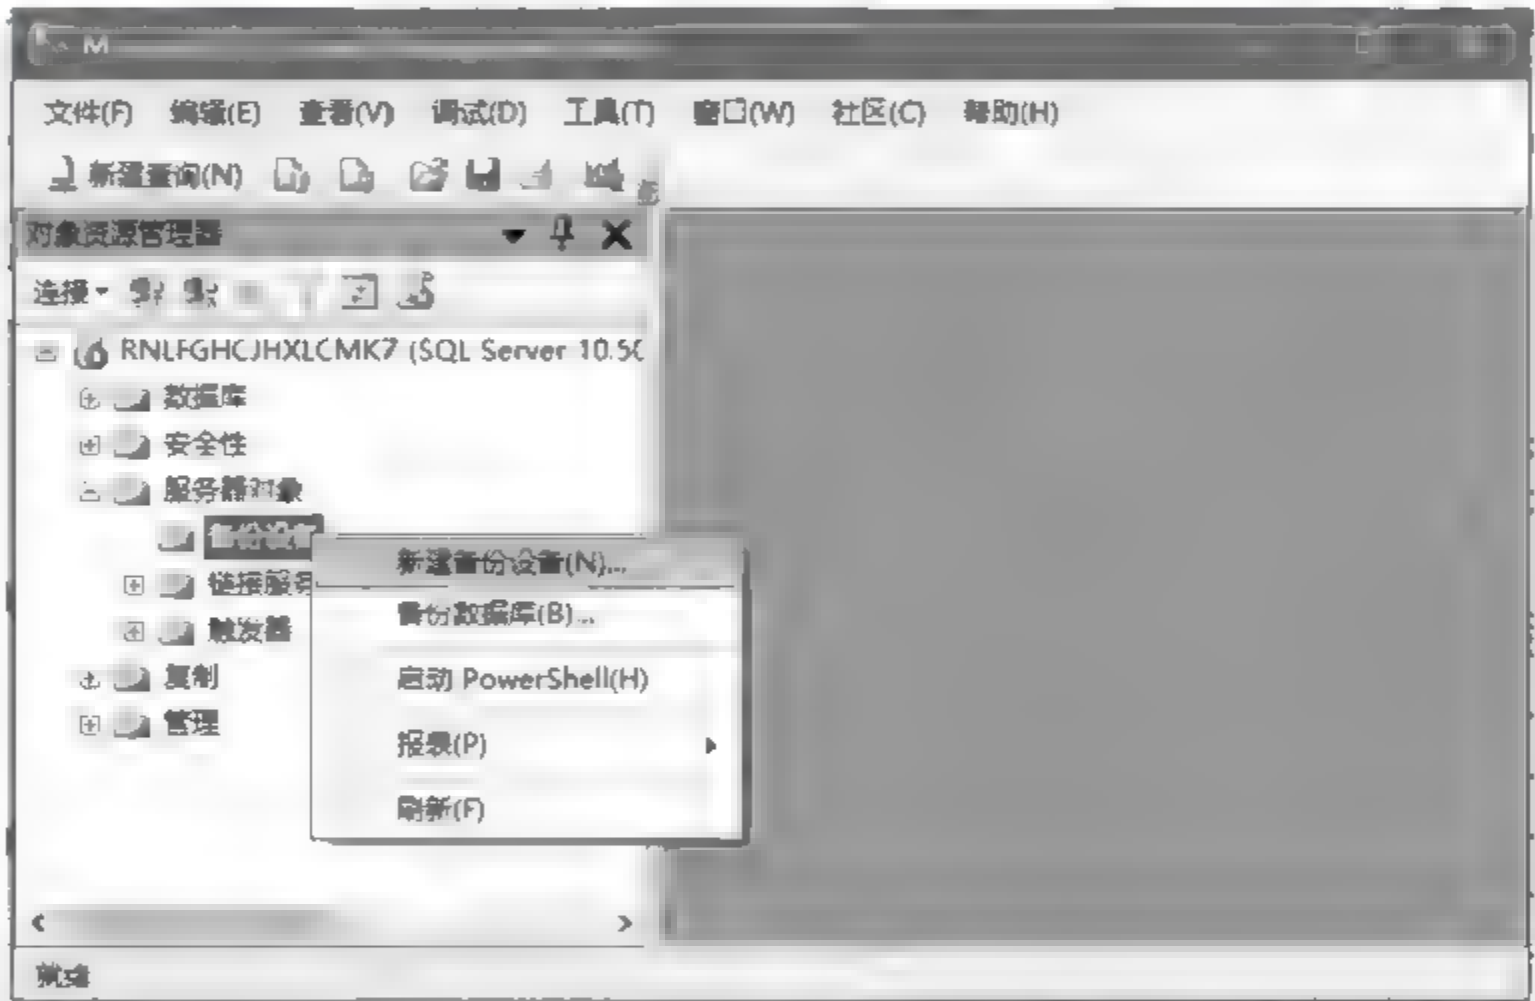 M
文件(F) 编辑(E) 查看(V) 调试(D) 工具(T) 窗口(W) 社区(C) 帮助(H)
新建查询(N)
对象资源管理器
连接
RNLFGHCJHXLCMK7 (SQL Server 10.50
数据库
安全性
服务器对象
备份设备
新建备份设备(N)...
链接服务
备份数据库(B)...
触发器
复制
启动 PowerShell(H)
管理
报表(P)
刷新(F)
就绪